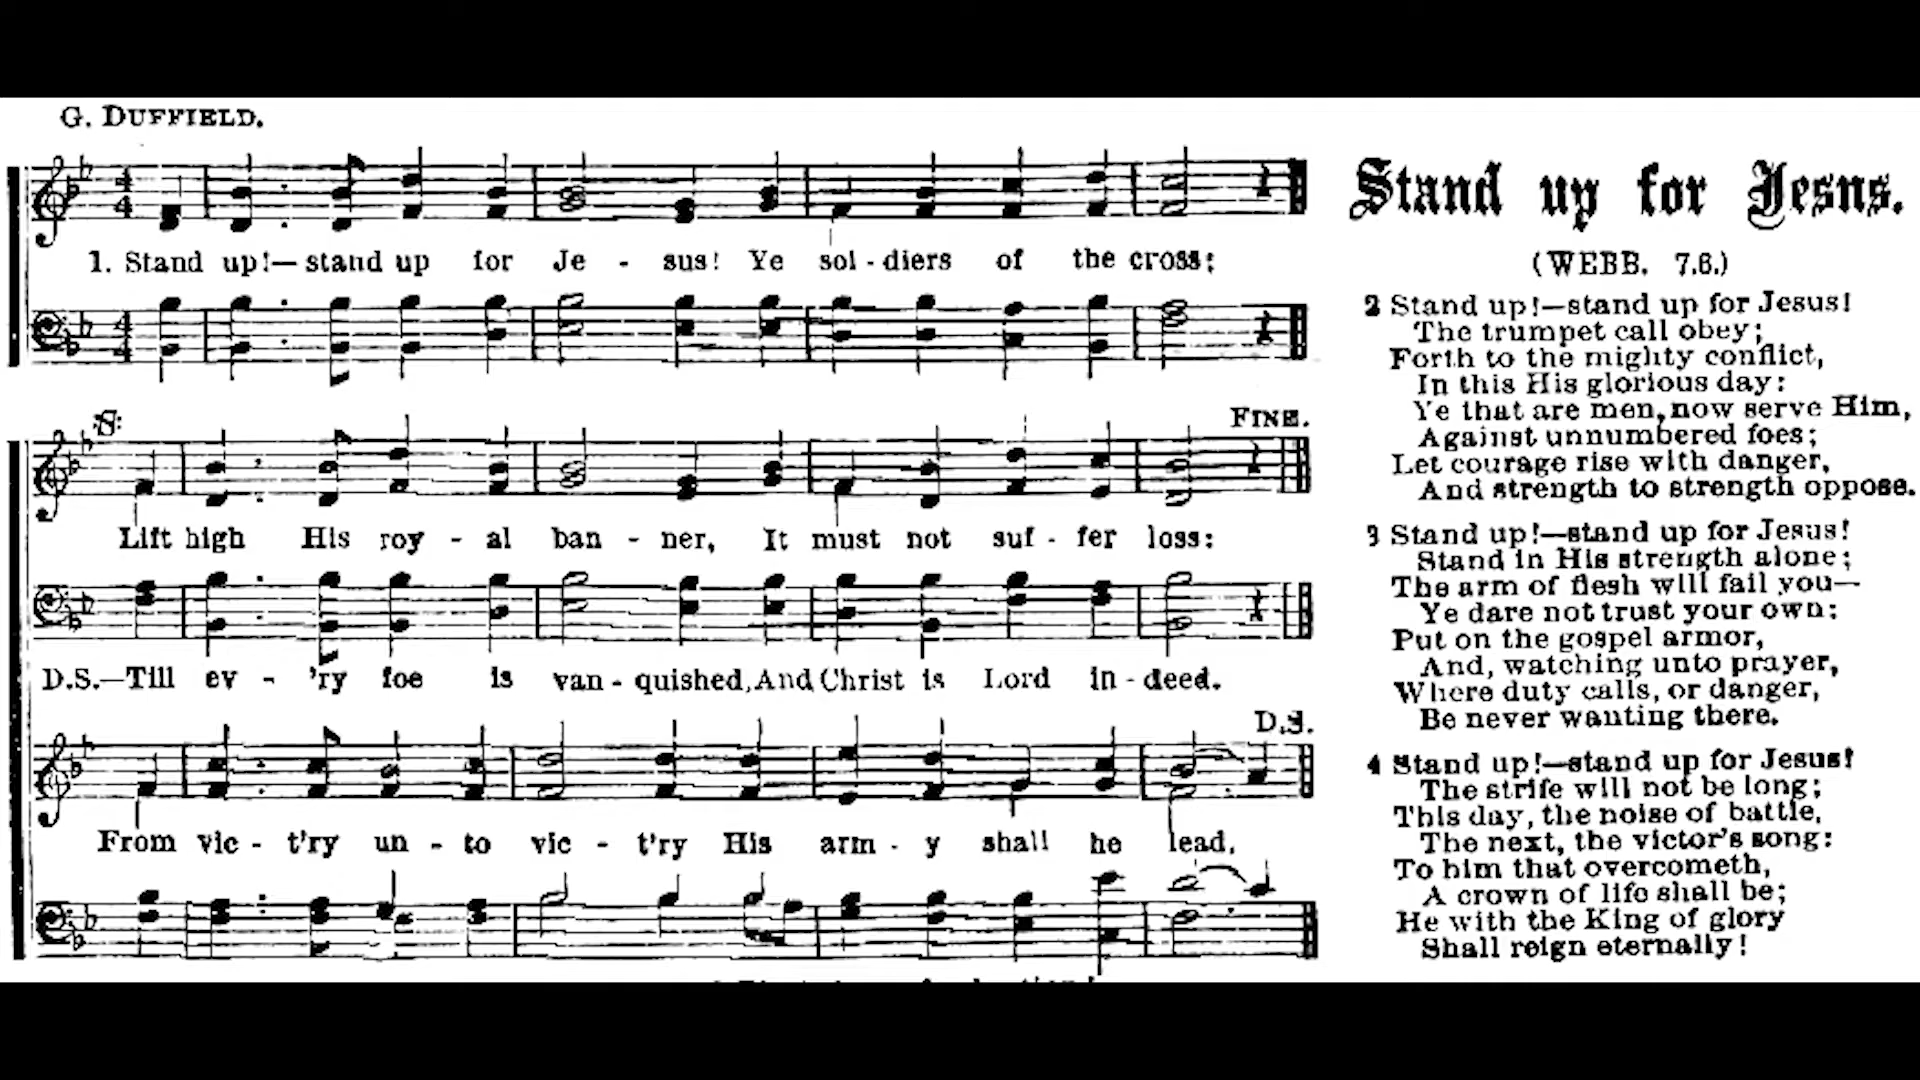 G. DUFFIELD.
1. Stand up!—stand up for Je - sus! Ye sol - diers of the cross;
FINE.
Lift high His roy - al ban - ner, It must not suf - fer loss:
D.S.—Till ev - 'ry foe is van - quished, And Christ is Lord in - deed.
D.S.
From vic - t'ry un - to vic - t'ry His arm - y shall he lead,
Stand up for Jesus.
(WEBB. 7.6.)
2 Stand up!—stand up for Jesus!
The trumpet call obey;
Forth to the mighty conflict,
In this His glorious day:
Ye that are men, now serve Him,
Against unnumbered foes;
Let courage rise with danger,
And strength to strength oppose.
3 Stand up!—stand up for Jesus!
Stand in His strength alone;
The arm of flesh will fail you—
Ye dare not trust your own:
Put on the gospel armor,
And, watching unto prayer,
Where duty calls, or danger,
Be never wanting there.
4 Stand up!—stand up for Jesus!
The strife will not be long;
This day, the noise of battle,
The next, the victor's song:
To him that overcometh,
A crown of life shall be;
He with the King of glory
Shall reign eternally!